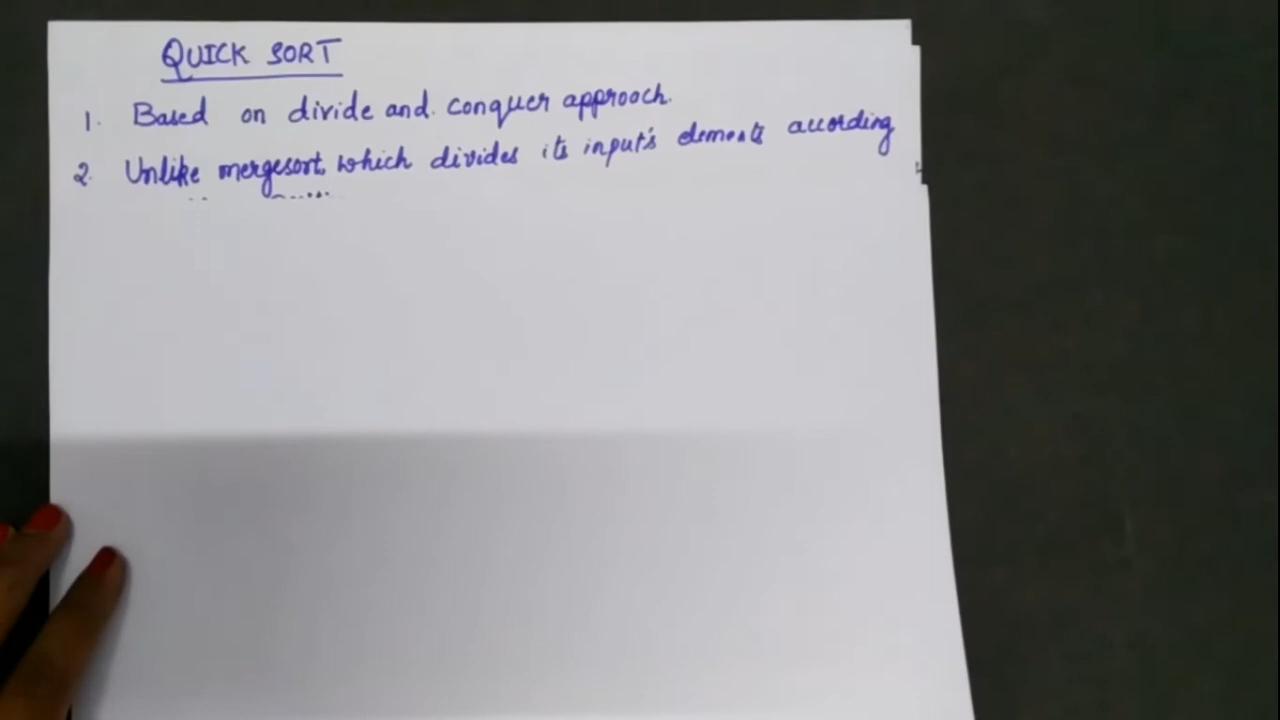 QUICK SORT
1. Based on divide and conquer approach.
2. Unlike mergesort, which divides its input's elements according